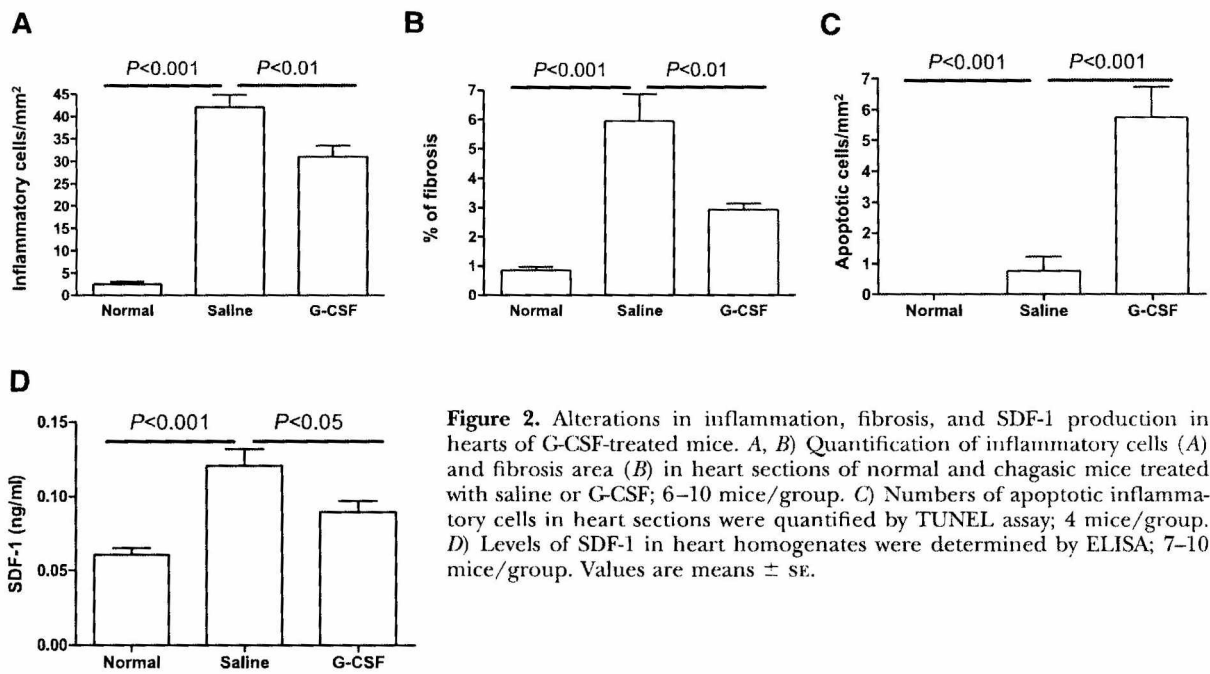 A
P<0.001 P<0.01
Inflammatory cells/mm²
45
40
35
30
25
20
15
10
5
0
Normal Saline G-CSF
B
P<0.001 P<0.01
% of fibrosis
7
6
5
4
3
2
1
0
Normal Saline G-CSF
C
P<0.001 P<0.001
Apoptotic cells/mm²
7
6
5
4
3
2
1
0
Normal Saline G-CSF
D
P<0.001 P<0.05
SDF-1 (ng/ml)
0.15
0.10
0.05
0.00
Normal Saline G-CSF
Figure 2. Alterations in inflammation, fibrosis, and SDF-1 production in
hearts of G-CSF-treated mice. A, B) Quantification of inflammatory cells (A)
and fibrosis area (B) in heart sections of normal and chagasic mice treated
with saline or G-CSF; 6–10 mice/group. C) Numbers of apoptotic inflamma-
tory cells in heart sections were quantified by TUNEL assay; 4 mice/group.
D) Levels of SDF-1 in heart homogenates were determined by ELISA; 7–10
mice/group. Values are means ± SE.